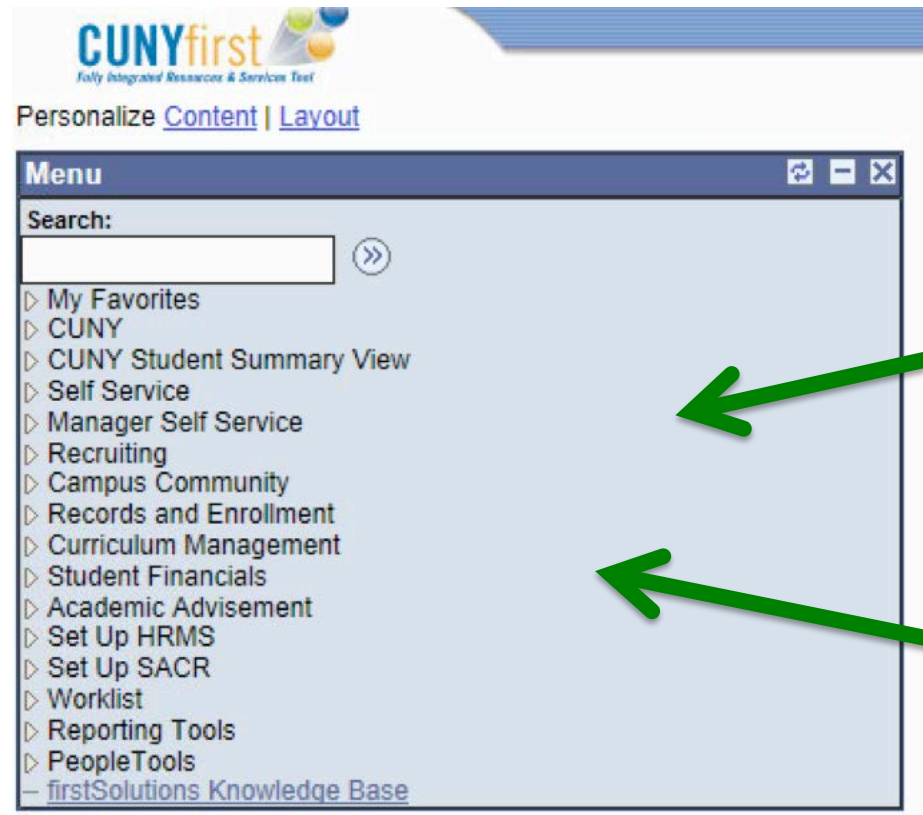 CUNYfirst
Fully Integrated Resources & Services Tool
Personalize Content | Layout
Menu
Search:
My Favorites
CUNY
CUNY Student Summary View
Self Service
Manager Self Service
Recruiting
Campus Community
Records and Enrollment
Curriculum Management
Student Financials
Academic Advisement
Set Up HRMS
Set Up SACR
Worklist
Reporting Tools
PeopleTools
firstSolutions Knowledge Base